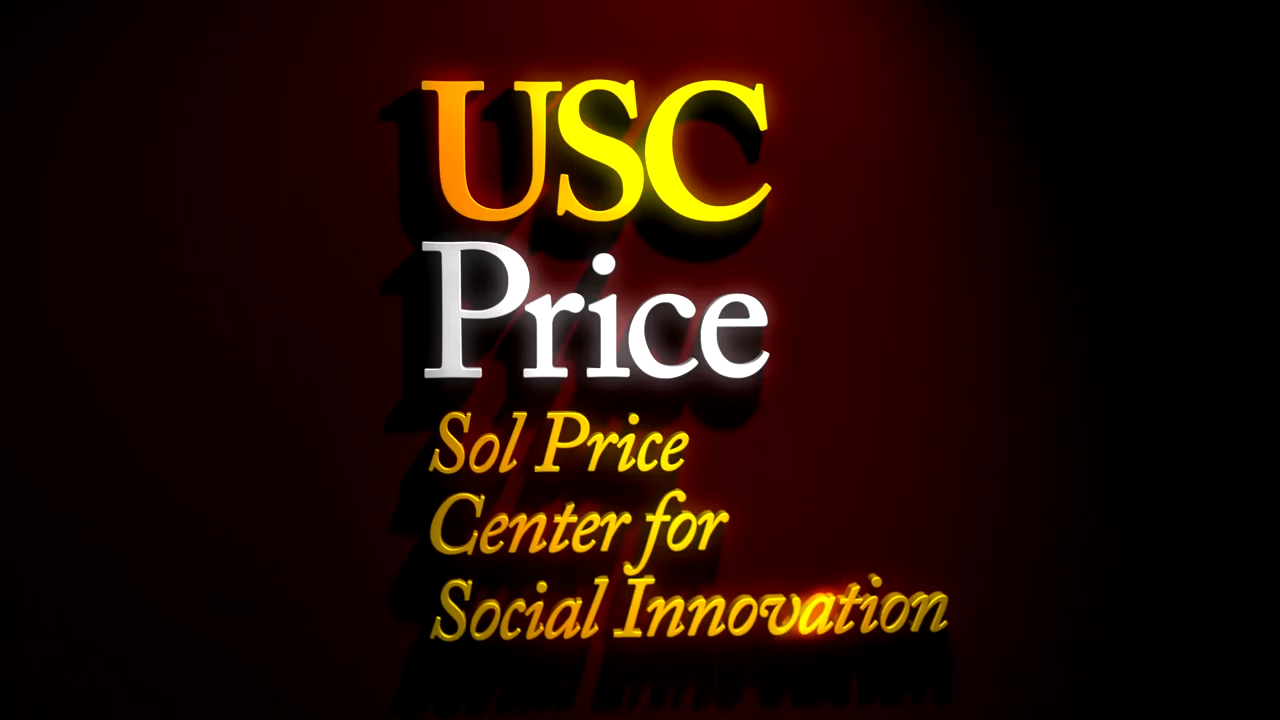 USC
Price
Sol Price
Center for
Social Innovation